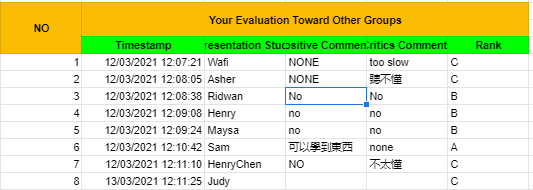 NO Your Evaluation Toward Other Groups
Timestamp resentation Stud ositive Commen Critics Comment Rank
1 12/03/2021 12:07:21 Wafi NONE too slow C
2 12/03/2021 12:08:05 Asher NONE 聽不懂 C
3 12/03/2021 12:08:38 Ridwan No No B
4 12/03/2021 12:09:08 Henry no no B
5 12/03/2021 12:09:24 Maysa no no B
6 12/03/2021 12:10:42 Sam 可以學到東西 none A
7 12/03/2021 12:11:10 HenryChen NO 不太懂 C
8 13/03/2021 12:11:25 Judy C